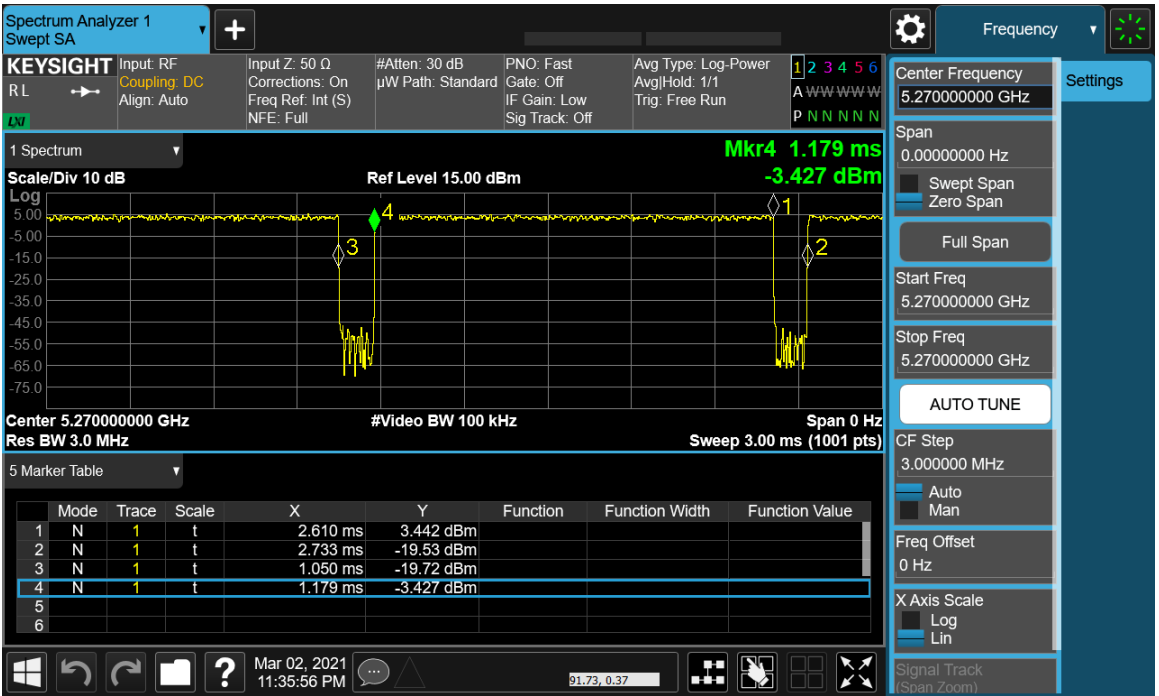 Spectrum Analyzer 1
Swept SA
+
Frequency
KEYSIGHT
RL
LXI
Input: RF
Coupling: DC
Align: Auto
Input Z: 50 Ω
Corrections: On
Freq Ref: Int (S)
NFE: Full
#Atten: 30 dB
µW Path: Standard
PNO: Fast
Gate: Off
IF Gain: Low
Sig Track: Off
Avg Type: Log-Power
Avg|Hold: 1/1
Trig: Free Run
1 2 3 4 5 6
A W W W W W
P N N N N N
1 Spectrum
Mkr4 1.179 ms
-3.427 dBm
Scale/Div 10 dB
Ref Level 15.00 dBm
Log
5.00
-5.00
-15.0
-25.0
-35.0
-45.0
-55.0
-65.0
-75.0
3
4
1
2
Center 5.270000000 GHz
#Video BW 100 kHz
Span 0 Hz
Res BW 3.0 MHz
Sweep 3.00 ms (1001 pts)
5 Marker Table
Mode Trace Scale X Y Function Function Width Function Value
1 N 1 t 2.610 ms 3.442 dBm
2 N 1 t 2.733 ms -19.53 dBm
3 N 1 t 1.050 ms -19.72 dBm
4 N 1 t 1.179 ms -3.427 dBm
5
6
Center Frequency
5.270000000 GHz
Span
0.00000000 Hz
Swept Span
Zero Span
Full Span
Start Freq
5.270000000 GHz
Stop Freq
5.270000000 GHz
AUTO TUNE
CF Step
3.000000 MHz
Auto
Man
Freq Offset
0 Hz
X Axis Scale
Log
Lin
Signal Track
(Span Zoom)
Settings
?
Mar 02, 2021
11:35:56 PM
91.73, 0.37